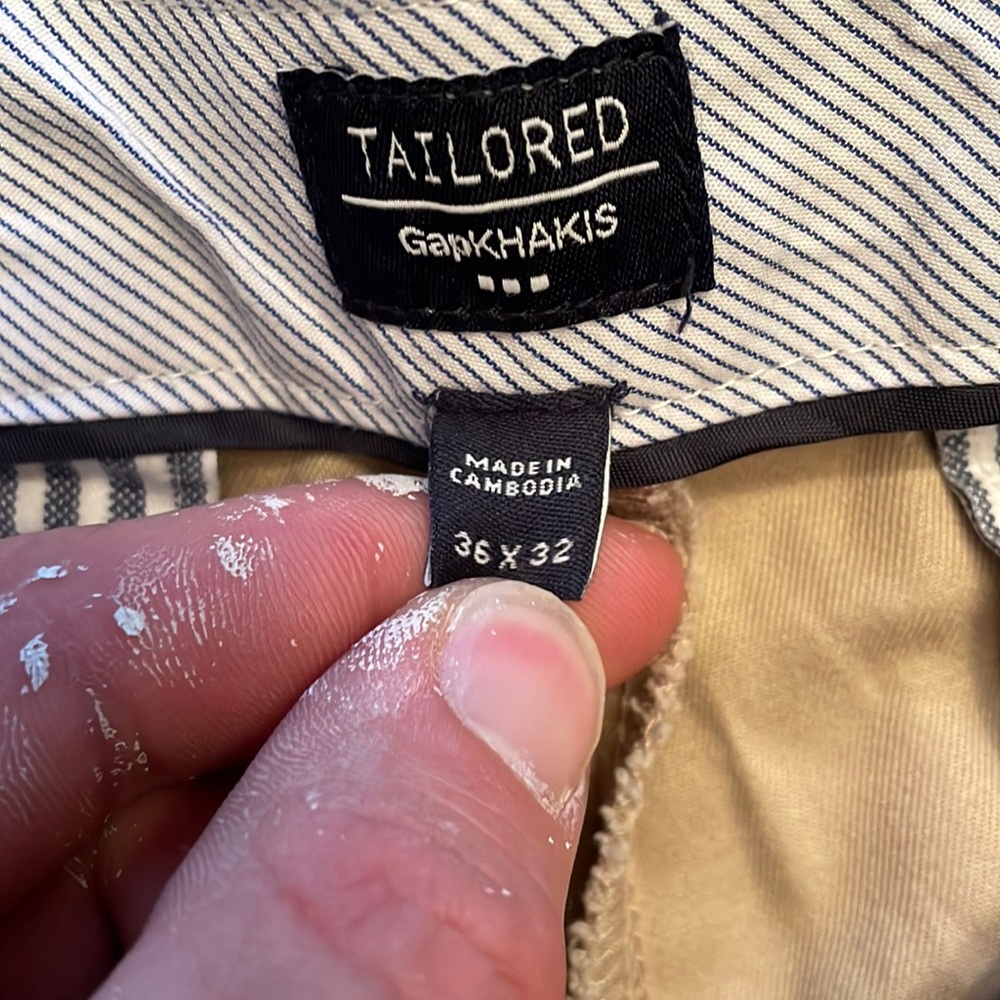 TAILORED
GapKHAKIS
MADE IN
CAMBODIA
36 X 32